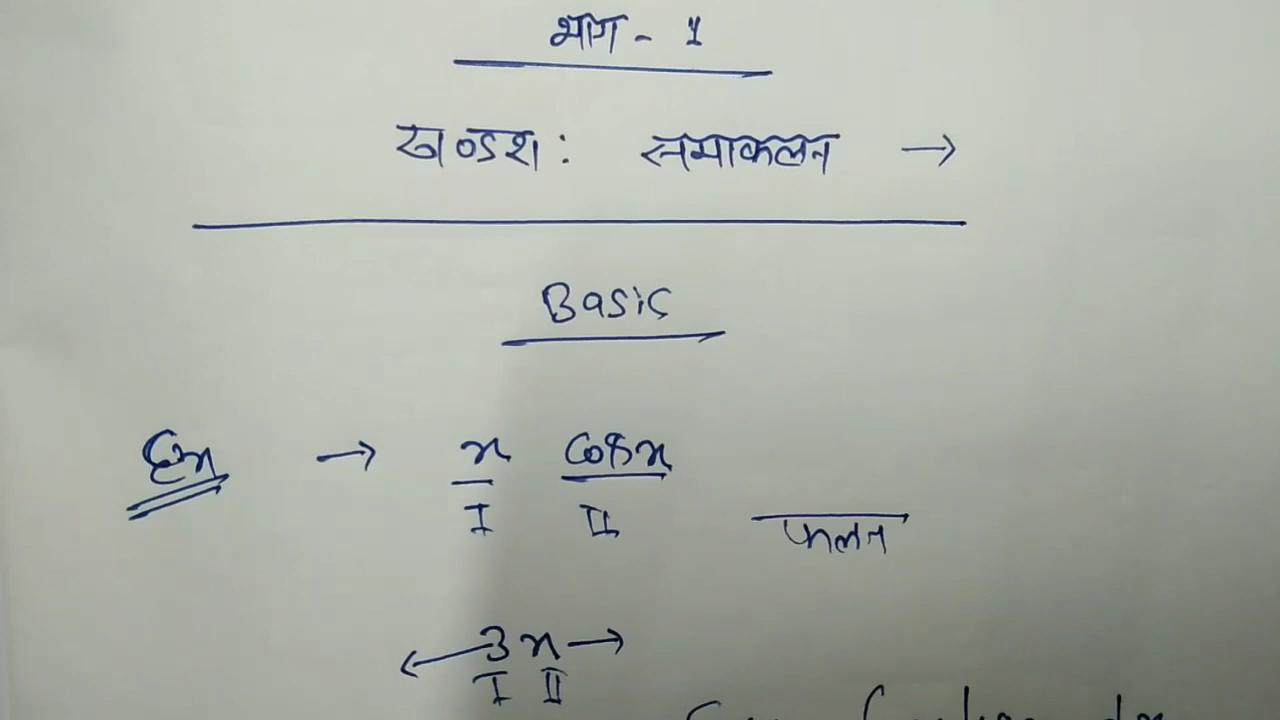 भाग - 1
खण्डश: समाकलन →
Basic
Ex → x cosx
I II फलन
← 3x →
I II